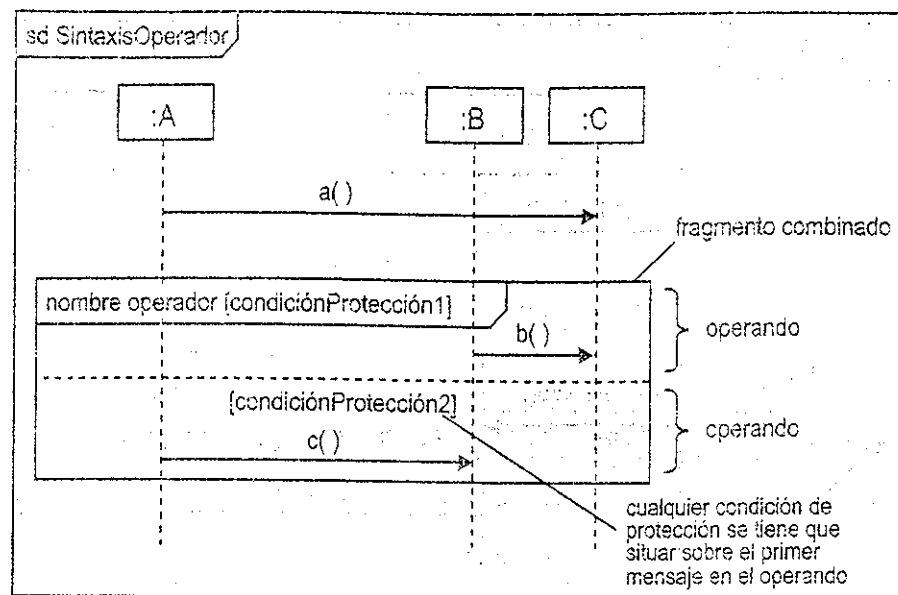 sd SintaxisOperador
:A
:B
:C
a( )
fragmento combinado
nombre operador [condiciónProtección1]
b( )
operando
[condiciónProtección2]
c( )
operando
cualquier condición de
protección se tiene que
situar sobre el primer
mensaje en el operando